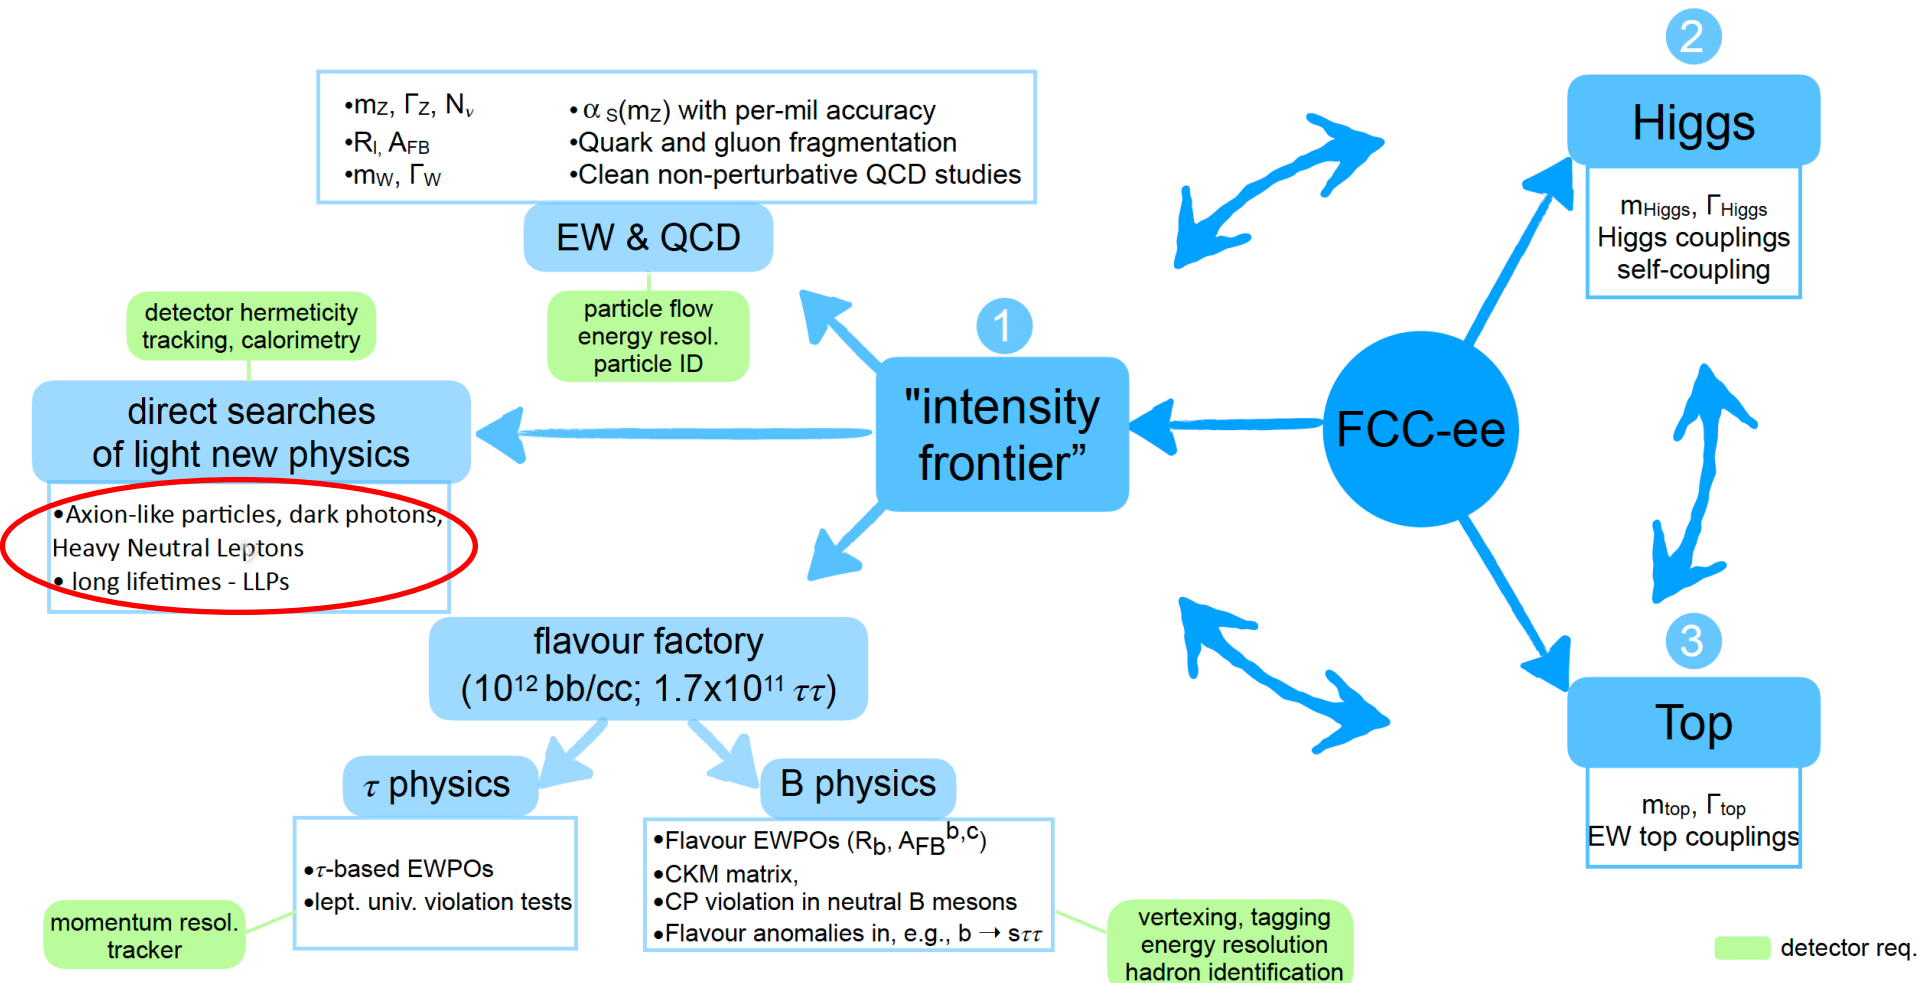 2
Higgs
mHiggs, ΓHiggs
Higgs couplings
self-coupling
•mZ, ΓZ, Nν
•Rl, AFB
•mW, ΓW
•αS(mZ) with per-mil accuracy
•Quark and gluon fragmentation
•Clean non-perturbative QCD studies
EW & QCD
particle flow
energy resol.
particle ID
detector hermeticity
tracking, calorimetry
direct searches
of light new physics
•Axion-like particles, dark photons,
Heavy Neutral Leptons
• long lifetimes - LLPs
1
"intensity
frontier”
FCC-ee
flavour factory
(10¹² bb/cc; 1.7x10¹¹ ττ)
τ physics
•τ-based EWPOs
•lept. univ. violation tests
momentum resol.
tracker
B physics
•Flavour EWPOs (Rb, AFBb,c)
•CKM matrix,
•CP violation in neutral B mesons
•Flavour anomalies in, e.g., b → sττ
vertexing, tagging
energy resolution
hadron identification
3
Top
mtop, Γtop
EW top couplings
detector req.